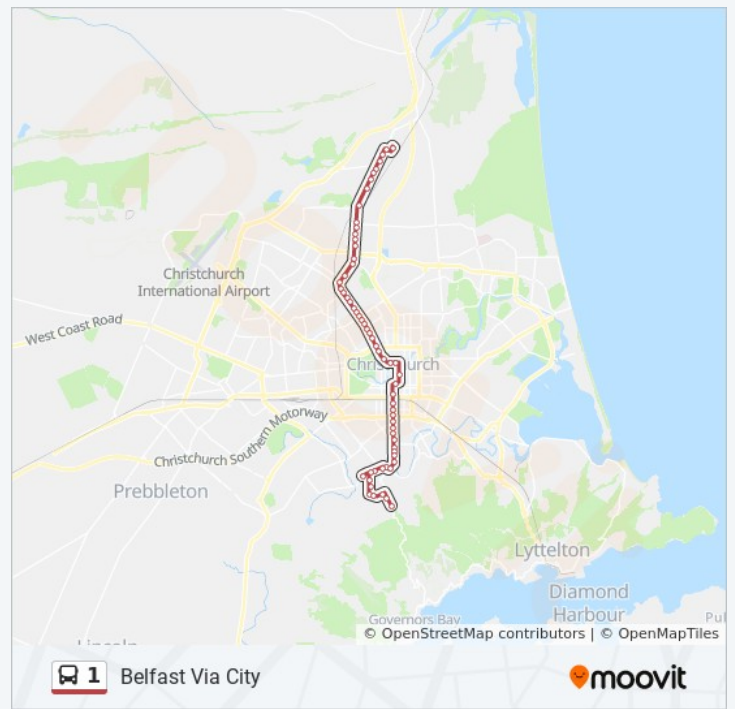 Christchurch
International Airport
West Coast Road
Christchurch Southern Motorway
Prebbleton
Lyttelton
Diamond
Harbour
Governors Bay
© OpenStreetMap contributors | © OpenMapTiles
1 Belfast Via City
moovit